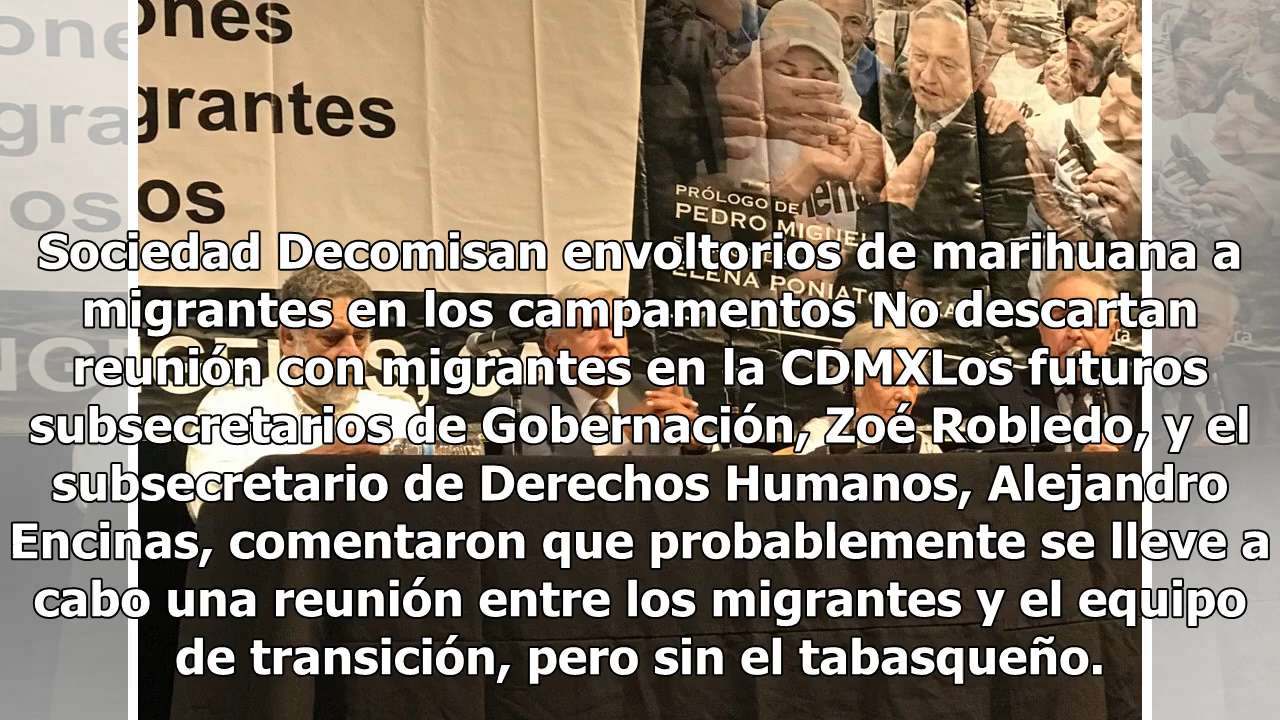 ones
grantes
os
PRÓLOGO DE
PEDRO MIGUEL
ELENA PONIATOWSKA
Sociedad Decomisan envoltorios de marihuana a
migrantes en los campamentos No descartan
reunión con migrantes en la CDMXLos futuros
subsecretarios de Gobernación, Zoé Robledo, y el
subsecretario de Derechos Humanos, Alejandro
Encinas, comentaron que probablemente se lleve a
cabo una reunión entre los migrantes y el equipo
de transición, pero sin el tabasqueño.